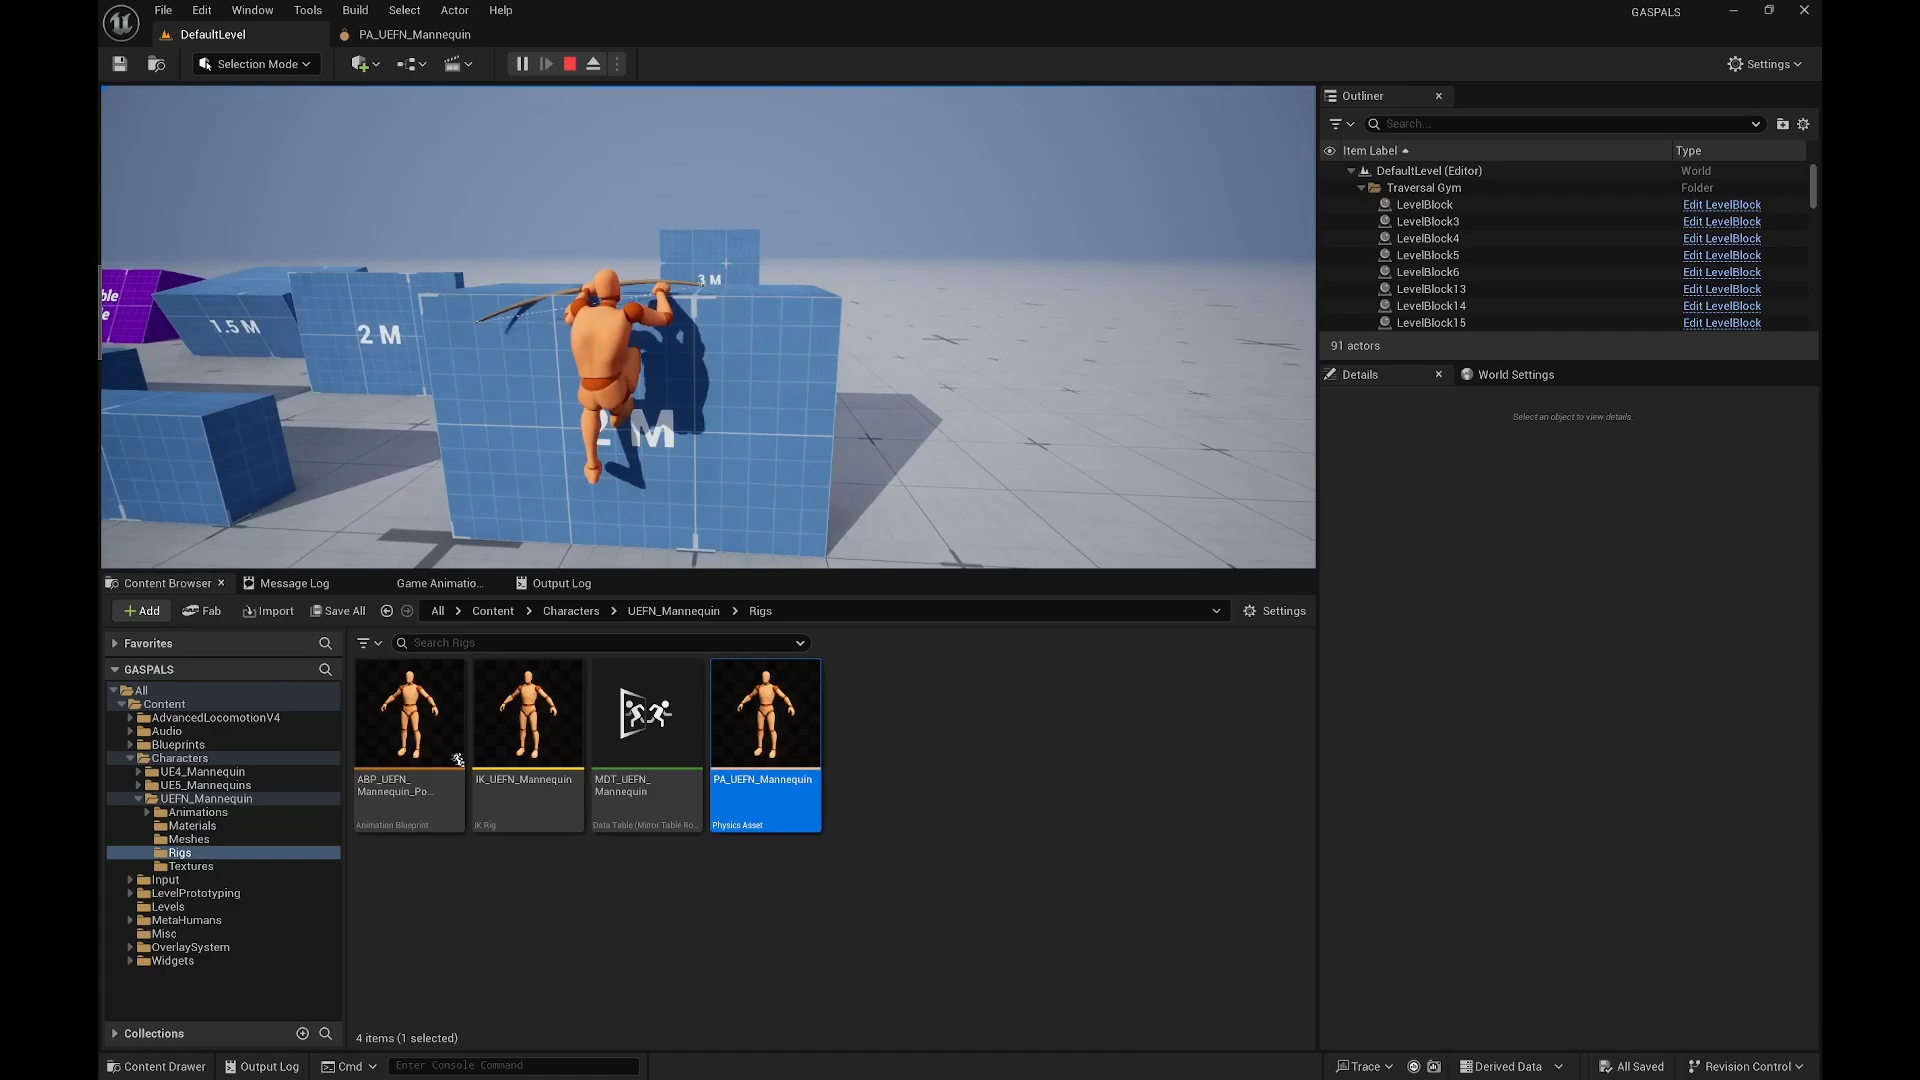 File Edit Window Tools Build Select Actor Help
GASPALS
DefaultLevel
PA_UEFN_Mannequin
Selection Mode
Settings
3 M
1.5 M
2 M
2 M
ble
e
Outliner
Search...
Item Label
Type
DefaultLevel (Editor) World
Traversal Gym Folder
LevelBlock Edit LevelBlock
LevelBlock3 Edit LevelBlock
LevelBlock4 Edit LevelBlock
LevelBlock5 Edit LevelBlock
LevelBlock6 Edit LevelBlock
LevelBlock13 Edit LevelBlock
LevelBlock14 Edit LevelBlock
LevelBlock15 Edit LevelBlock
91 actors
Details
World Settings
Select an object to view details.
Content Browser
Message Log
Game Animatio...
Output Log
Add Fab Import Save All
All > Content > Characters > UEFN_Mannequin > Rigs
Settings
Favorites
Search Rigs
GASPALS
All
Content
AdvancedLocomotionV4
Audio
Blueprints
Characters
UE4_Mannequin
UE5_Mannequins
UEFN_Mannequin
Animations
Materials
Meshes
Rigs
Textures
Input
LevelPrototyping
Levels
MetaHumans
Misc
OverlaySystem
Widgets
Collections
ABP_UEFN_
Mannequin_Po...
Animation Blueprint
IK_UEFN_Mannequin
IK Rig
MDT_UEFN_
Mannequin
Data Table (Mirror Table Ro...
PA_UEFN_Mannequin
Physics Asset
4 items (1 selected)
Content Drawer
Output Log
Cmd
Enter Console Command
Trace
Derived Data
All Saved
Revision Control